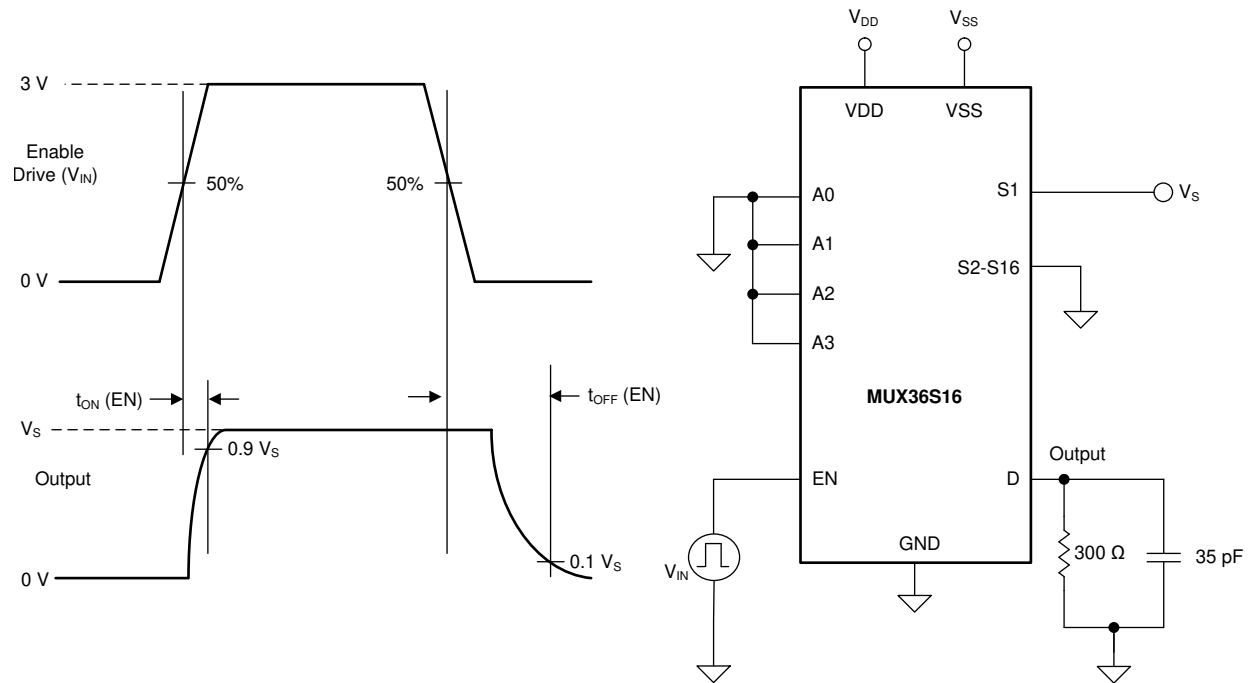 3 V
Enable
Drive (VIN)
50%
50%
0 V
tON (EN)
tOFF (EN)
VS
0.9 VS
Output
0.1 VS
0 V
VDD
VSS
VDD
VSS
A0
A1
A2
A3
S1
VS
S2-S16
MUX36S16
Output
EN
D
GND
VIN
300 Ω
35 pF